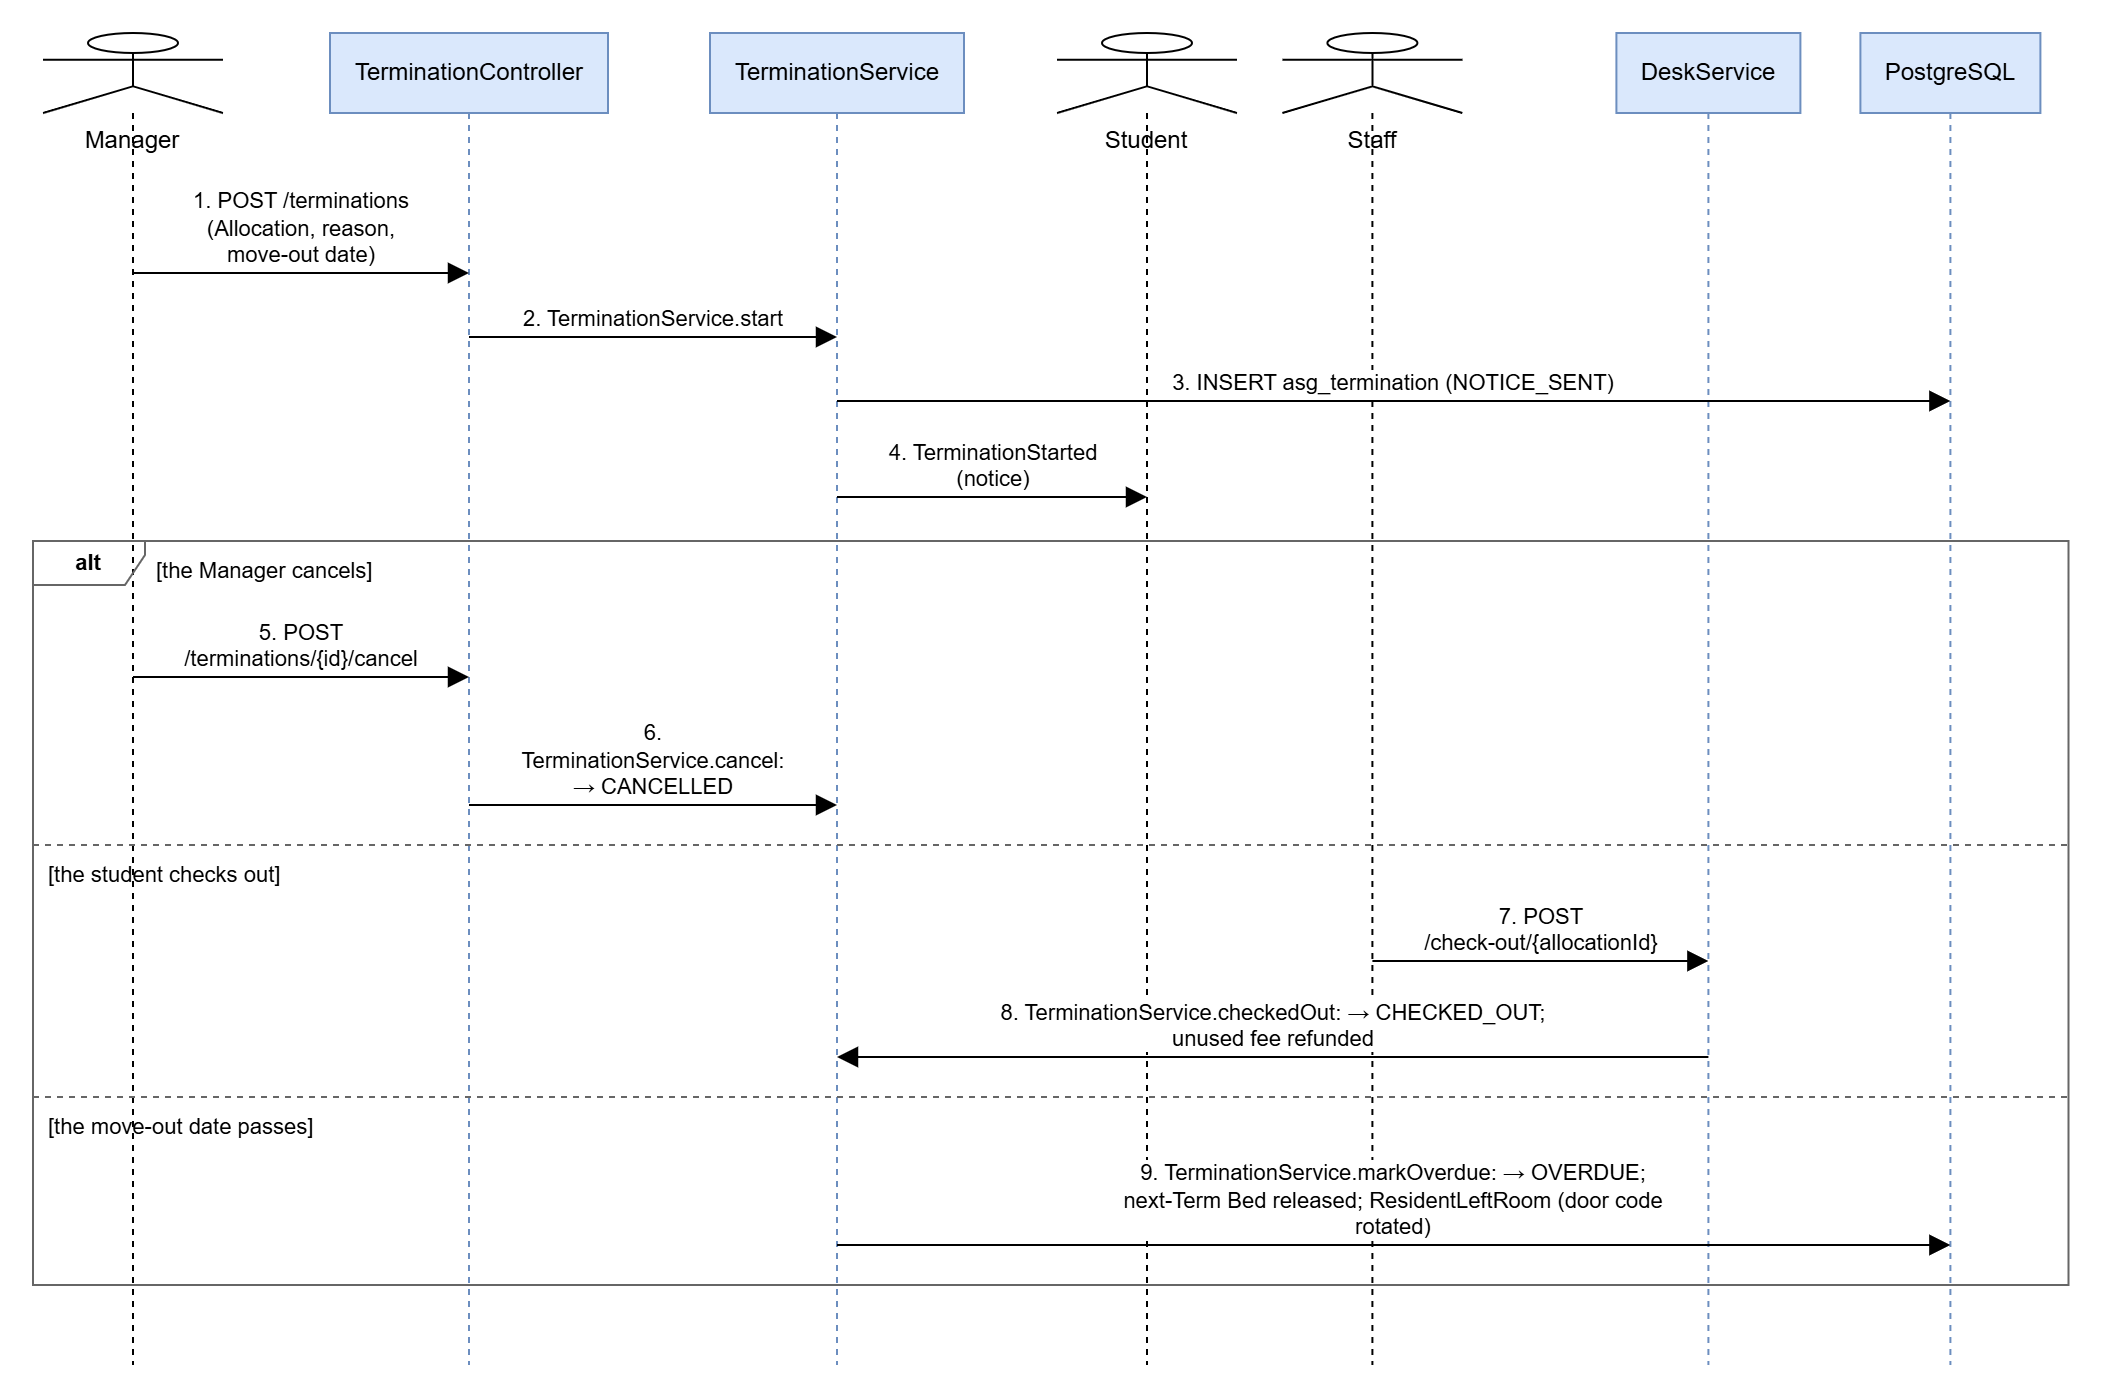 TerminationController
TerminationService
DeskService
PostgreSQL
Manager
Student
Staff
1. POST /terminations
(Allocation, reason,
move-out date)
2. TerminationService.start
3. INSERT asg_termination (NOTICE_SENT)
4. TerminationStarted
(notice)
alt
[the Manager cancels]
5. POST
/terminations/{id}/cancel
6.
TerminationService.cancel:
→ CANCELLED
[the student checks out]
7. POST
/check-out/{allocationId}
8. TerminationService.checkedOut: → CHECKED_OUT;
unused fee refunded
[the move-out date passes]
9. TerminationService.markOverdue: → OVERDUE;
next-Term Bed released; ResidentLeftRoom (door code
rotated)